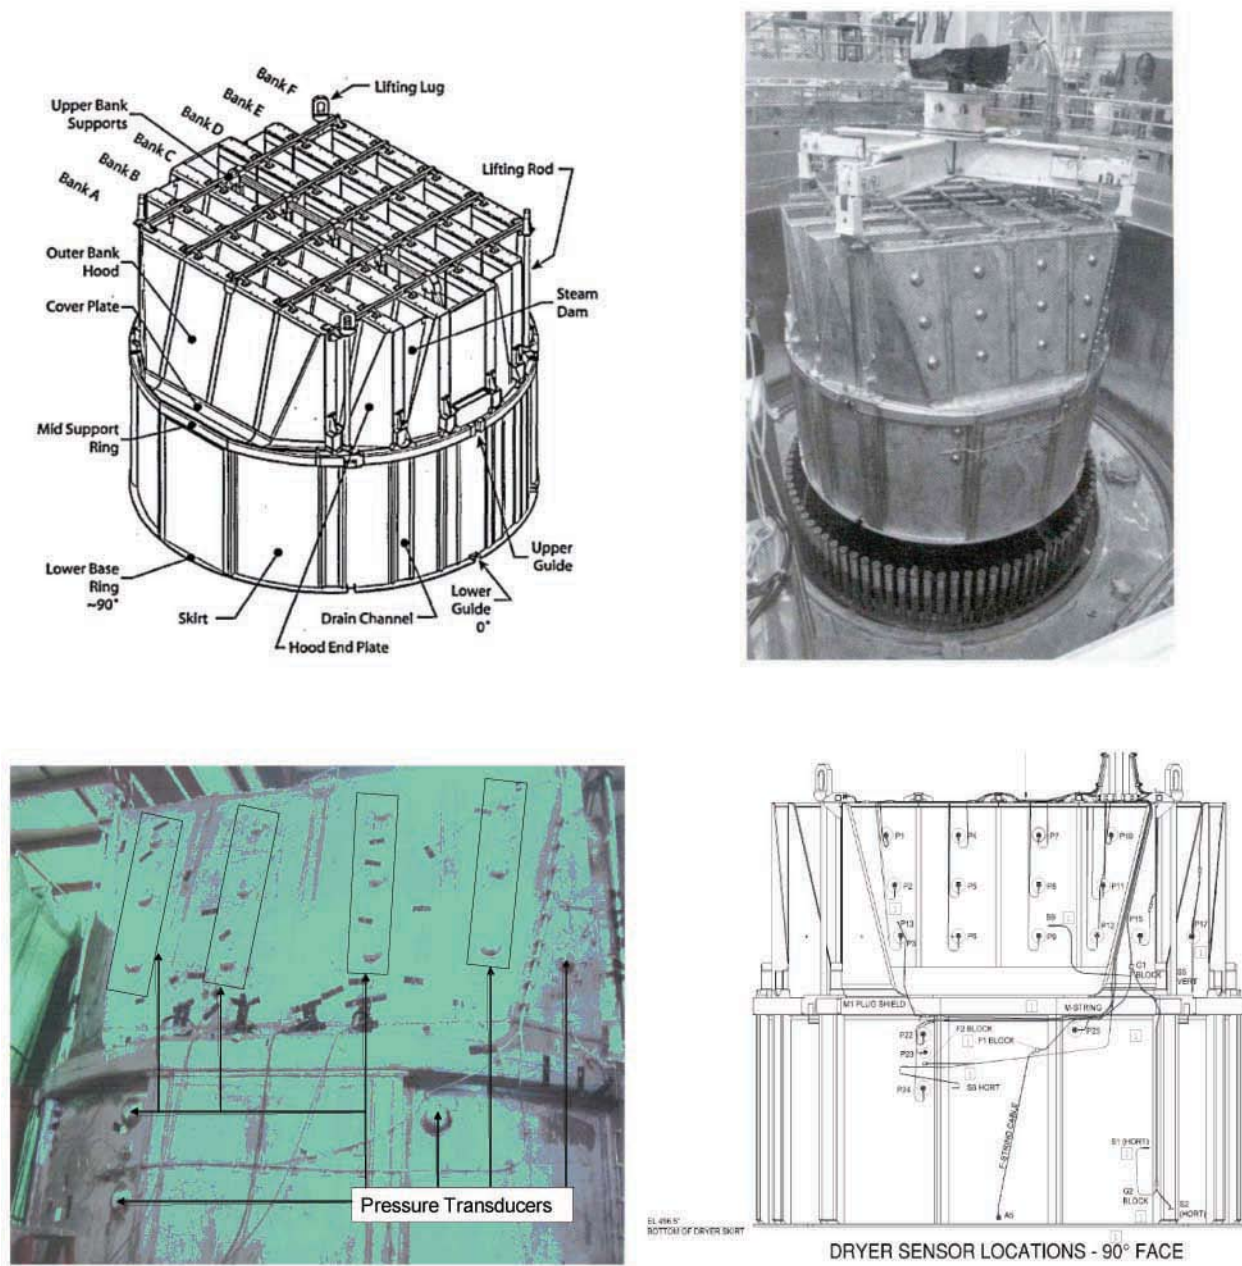 Bank F
Bank E
Bank D
Bank C
Bank B
Bank A
Lifting Lug
Upper Bank
Supports
Lifting Rod
Outer Bank
Hood
Cover Plate
Steam
Dam
Mid Support
Ring
Upper
Guide
Lower Base
Ring
~90°
Skirt
Drain Channel
Lower
Guide
0°
Hood End Plate
Pressure Transducers
P1
P4
P7
P10
P2
P5
P8
P11
P13
P3
P6
P9
P12
P15
P17
S9
C1
BLOCK
S5
VERT
M1 PLUG SHIELD
M-STRING
P22
F2 BLOCK
P25
P23
F1 BLOCK
P24
S8 HORT
F-STRING CABLE
S1 (HORT)
G2
BLOCK
S2
(HORT)
A5
BOTTOM OF DRYER SKIRT
DRYER SENSOR LOCATIONS - 90° FACE